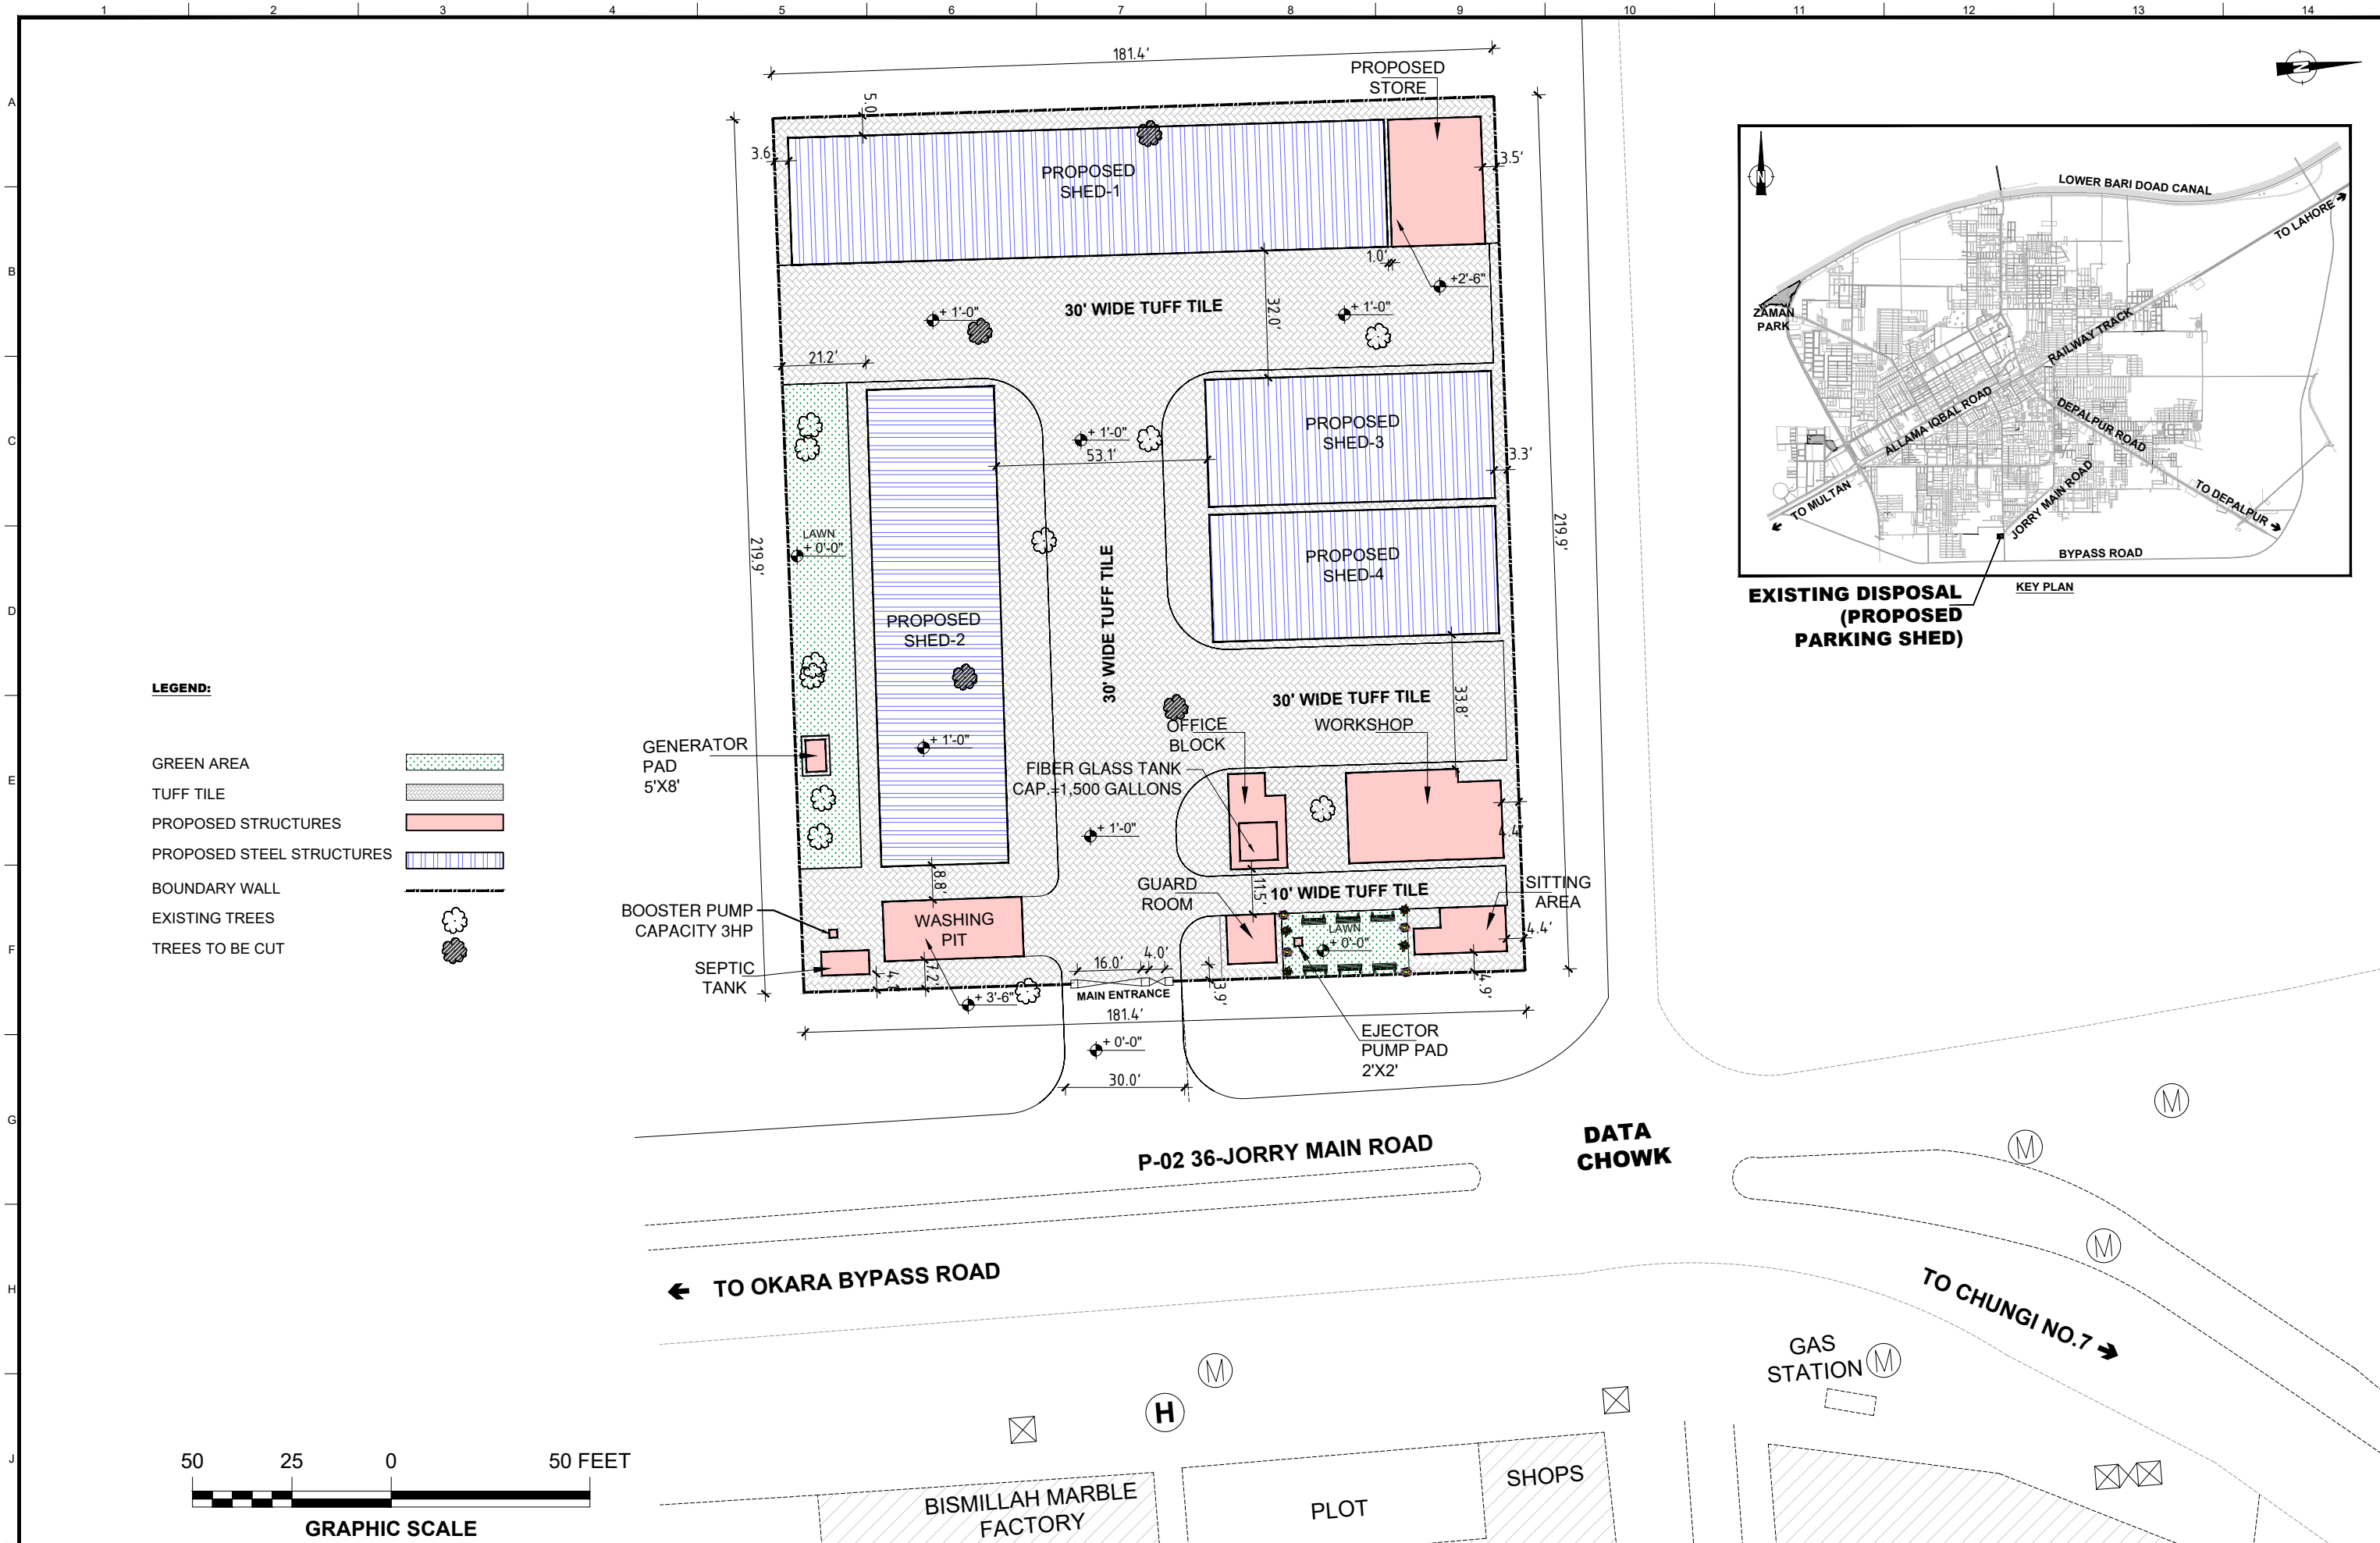 1 2 3 4 5 6 7 8 9 10 11 12 13 14
A
B
C
D
E
F
G
H
J
181.4'
PROPOSED
STORE
5.0'
3.6'
3.5'
PROPOSED
SHED-1
1.0'
+2'-6"
30' WIDE TUFF TILE
+ 1'-0"
+ 1'-0"
32.0'
21.2'
+ 1'-0"
53.1'
PROPOSED
SHED-3
3.3'
LAWN
+ 0'-0"
219.9'
219.9'
PROPOSED
SHED-4
30' WIDE TUFF TILE
PROPOSED
SHED-2
+ 1'-0"
30' WIDE TUFF TILE
33.8'
OFFICE
BLOCK
WORKSHOP
GENERATOR
PAD
5'X8'
FIBER GLASS TANK
CAP.=1,500 GALLONS
+ 1'-0"
4.4'
8.8'
11.5'
GUARD
ROOM
10' WIDE TUFF TILE
SITTING
AREA
BOOSTER PUMP
CAPACITY 3HP
WASHING
PIT
LAWN
+ 0'-0"
4.4'
SEPTIC
TANK
7.2'
16.0'
4.0'
3.9'
4.9'
+ 3'-6"
MAIN ENTRANCE
181.4'
+ 0'-0"
30.0'
EJECTOR
PUMP PAD
2'X2'
LEGEND:
GREEN AREA
TUFF TILE
PROPOSED STRUCTURES
PROPOSED STEEL STRUCTURES
BOUNDARY WALL
EXISTING TREES
TREES TO BE CUT
N
N
LOWER BARI DOAD CANAL
TO LAHORE
ZAMAN
PARK
RAILWAY TRACK
ALLAMA IQBAL ROAD
DEPALPUR ROAD
TO MULTAN
JORRY MAIN ROAD
TO DEPALPUR
BYPASS ROAD
KEY PLAN
EXISTING DISPOSAL
(PROPOSED
PARKING SHED)
P-02 36-JORRY MAIN ROAD
DATA
CHOWK
M
M
M
TO OKARA BYPASS ROAD
TO CHUNGI NO.7
GAS
STATION
M
M
H
BISMILLAH MARBLE
FACTORY
PLOT
SHOPS
50 25 0 50 FEET
GRAPHIC SCALE